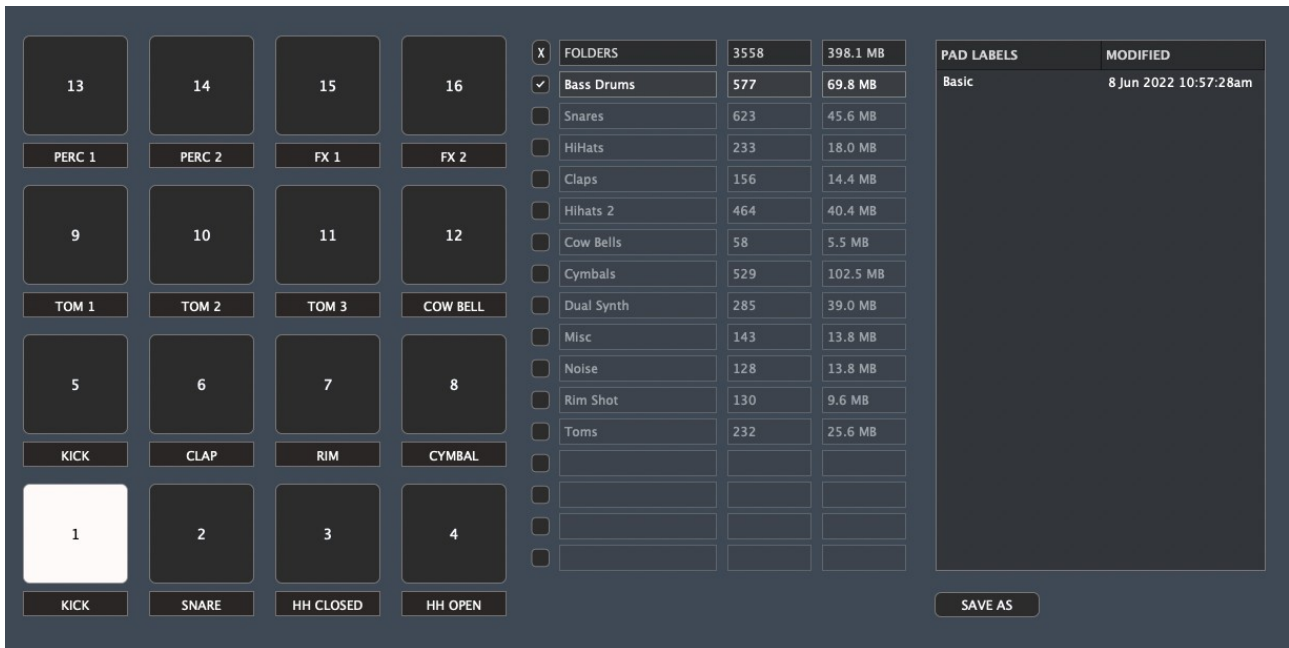 13 14 15 16
PERC 1 PERC 2 FX 1 FX 2
9 10 11 12
TOM 1 TOM 2 TOM 3 COW BELL
5 6 7 8
KICK CLAP RIM CYMBAL
1 2 3 4
KICK SNARE HH CLOSED HH OPEN
X FOLDERS 3558 398.1 MB
Bass Drums 577 69.8 MB
Snares 623 45.6 MB
HiHats 233 18.0 MB
Claps 156 14.4 MB
Hihats 2 464 40.4 MB
Cow Bells 58 5.5 MB
Cymbals 529 102.5 MB
Dual Synth 285 39.0 MB
Misc 143 13.8 MB
Noise 128 13.8 MB
Rim Shot 130 9.6 MB
Toms 232 25.6 MB
PAD LABELS MODIFIED
Basic 8 Jun 2022 10:57:28am
SAVE AS